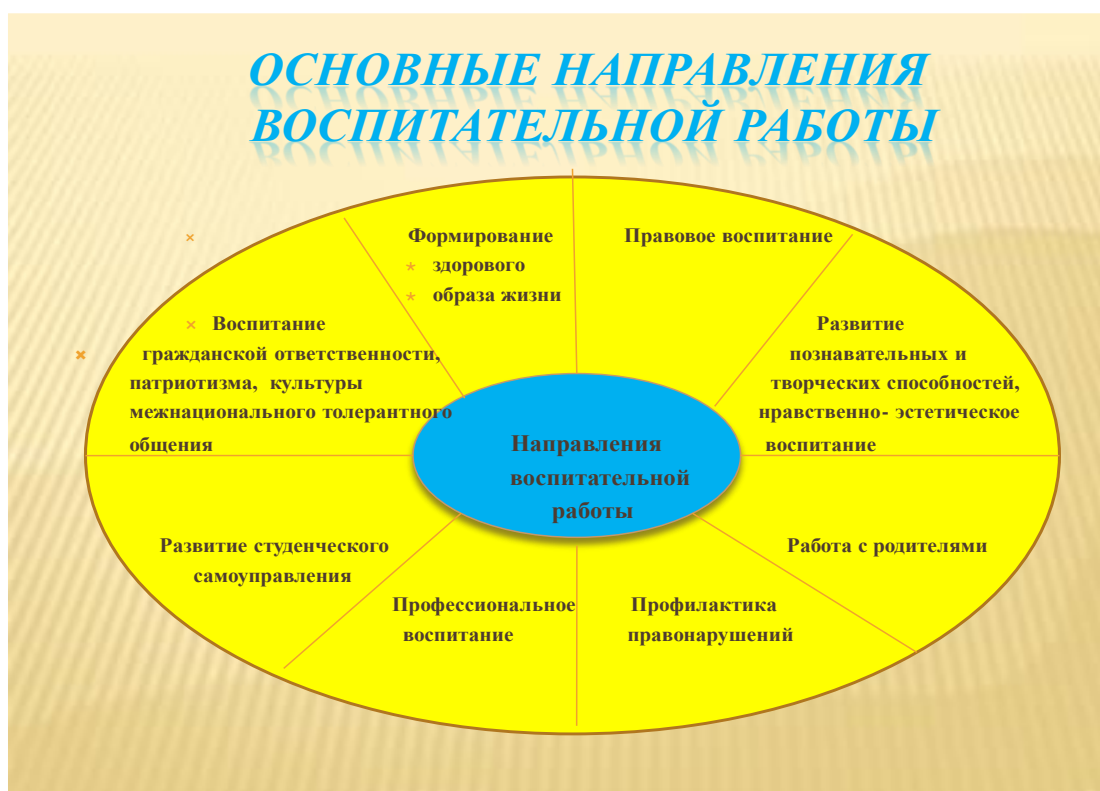 ОСНОВНЫЕ НАПРАВЛЕНИЯ
ВОСПИТАТЕЛЬНОЙ РАБОТЫ
Формирование
здорового
образа жизни
Правовое воспитание
Воспитание
гражданской ответственности,
патриотизма, культуры
межнационального толерантного
общения
Развитие
познавательных и
творческих способностей,
нравственно- эстетическое
воспитание
Направления
воспитательной
работы
Развитие студенческого
самоуправления
Работа с родителями
Профессиональное
воспитание
Профилактика
правонарушений